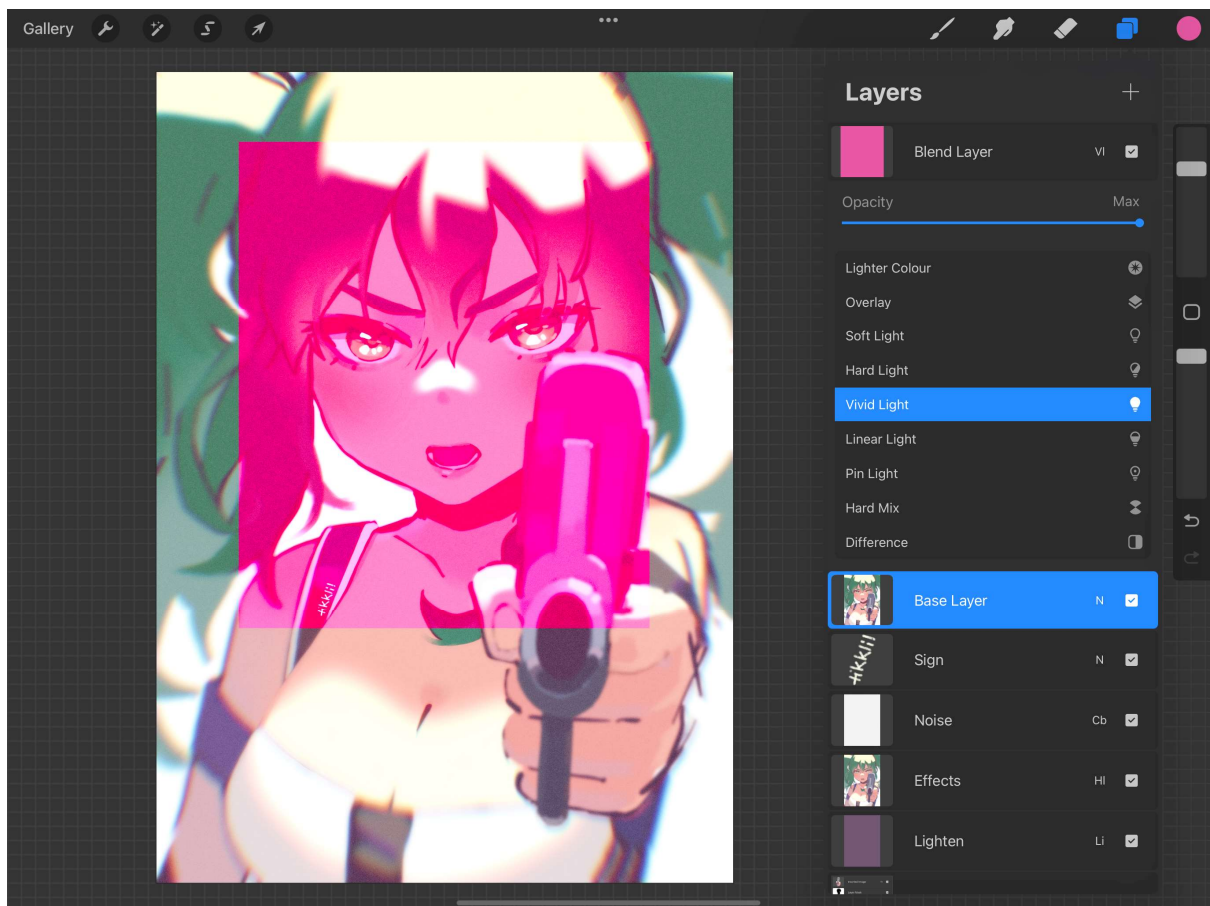 Gallery
Layers
Blend Layer VI
Opacity Max
Lighter Colour
Overlay
Soft Light
Hard Light
Vivid Light
Linear Light
Pin Light
Hard Mix
Difference
Base Layer N
Sign N
Noise Cb
Effects Hl
Lighten Li